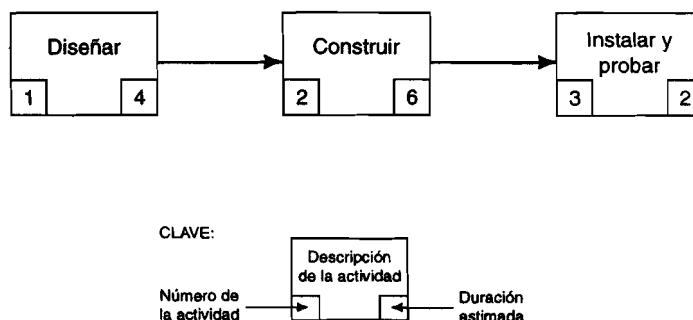 Diseñar
1 4
Construir
2 6
Instalar y
probar
3 2
CLAVE:
Descripción
de la actividad
Número de
la actividad
Duración
estimada